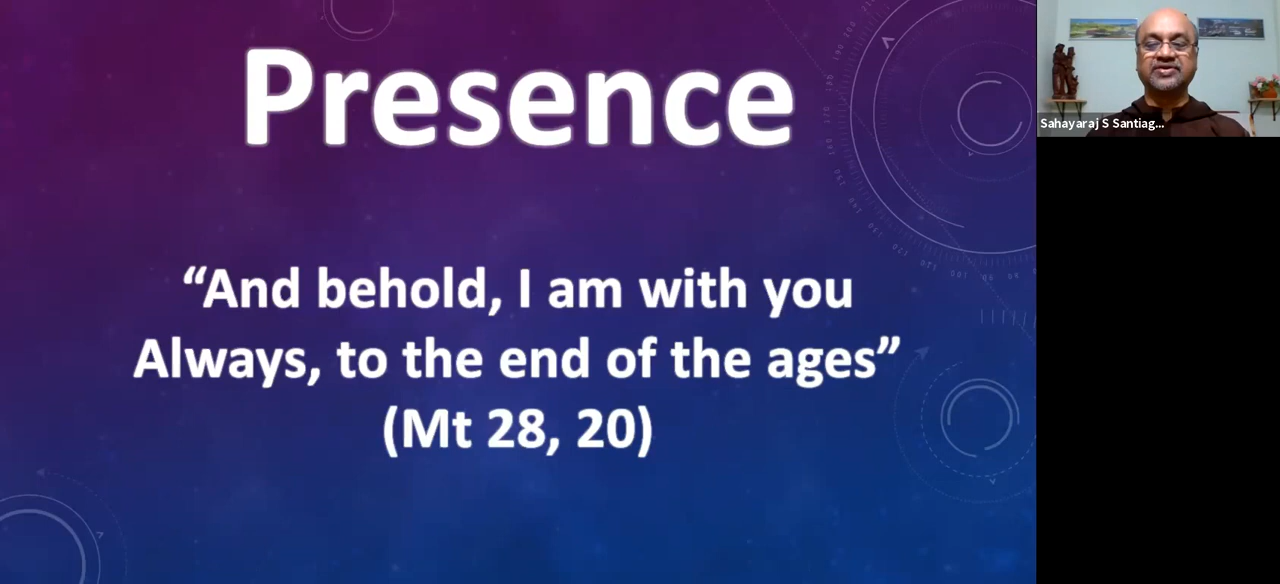 Presence
“And behold, I am with you
Always, to the end of the ages”
(Mt 28, 20)
Sahayaraj S Santiag...